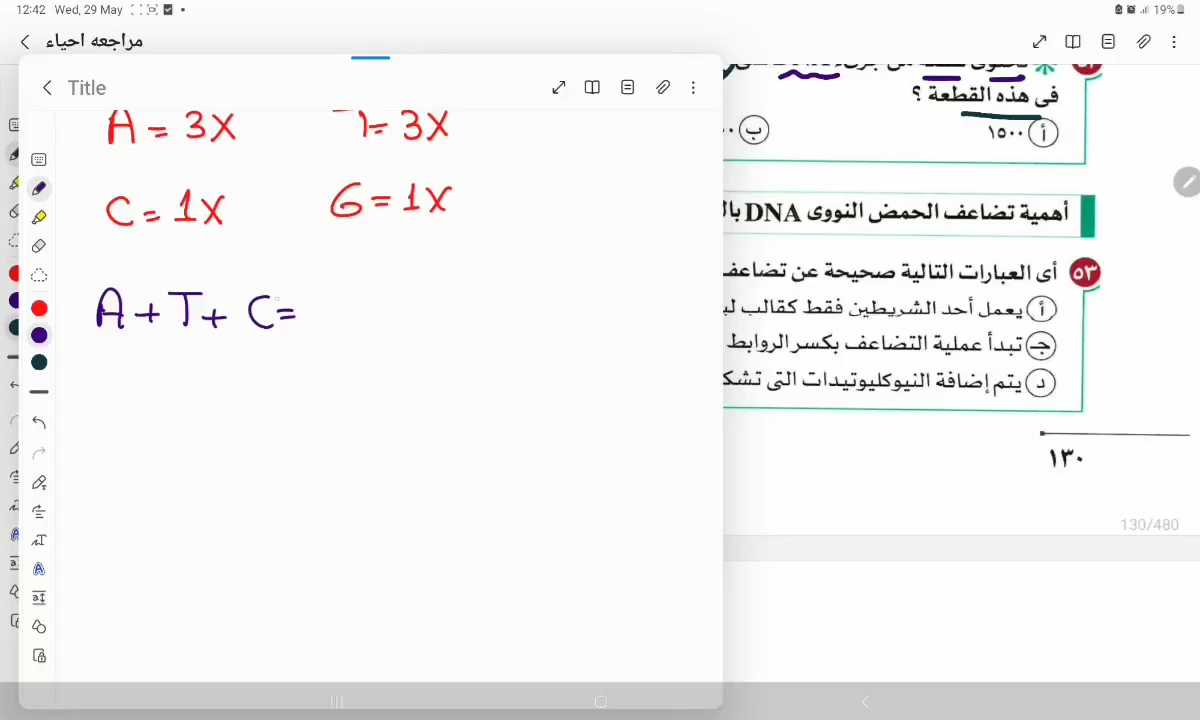 12:42 Wed, 29 May 19%
مراجعه احياء
Title
A = 3X T = 3X
C = 1X G = 1X
A + T + C =
فى هذه القطعة ؟
أ ١٥٠٠ ب
أهمية تضاعف الحمض النووى DNA
٥٣ أى العبارات التالية صحيحة عن تضاعف
أ يعمل أحد الشريطين فقط كقالب
جـ تبدأ عملية التضاعف بكسر الروابط
د يتم إضافة النيوكليوتيدات التى
١٣٠
130/480